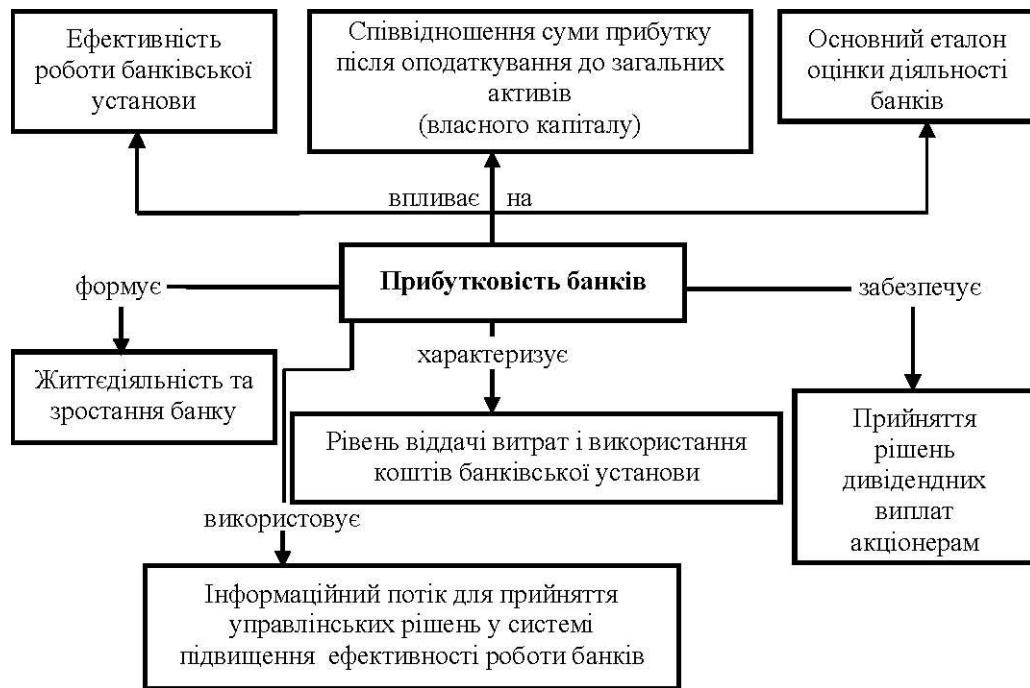 Ефективність
роботи банківської
установи
Співвідношення суми прибутку
після оподаткування до загальних
активів
(власного капіталу)
Основний еталон
оцінки діяльності
банків
впливає на
Прибутковість банків
формує
забезпечує
характеризує
Життєдіяльність та
зростання банку
Рівень віддачі витрат і використання
коштів банківської установи
Прийняття
рішень
дивідендних
виплат
акціонерам
використовує
Інформаційний потік для прийняття
управлінських рішень у системі
підвищення ефективності роботи банків